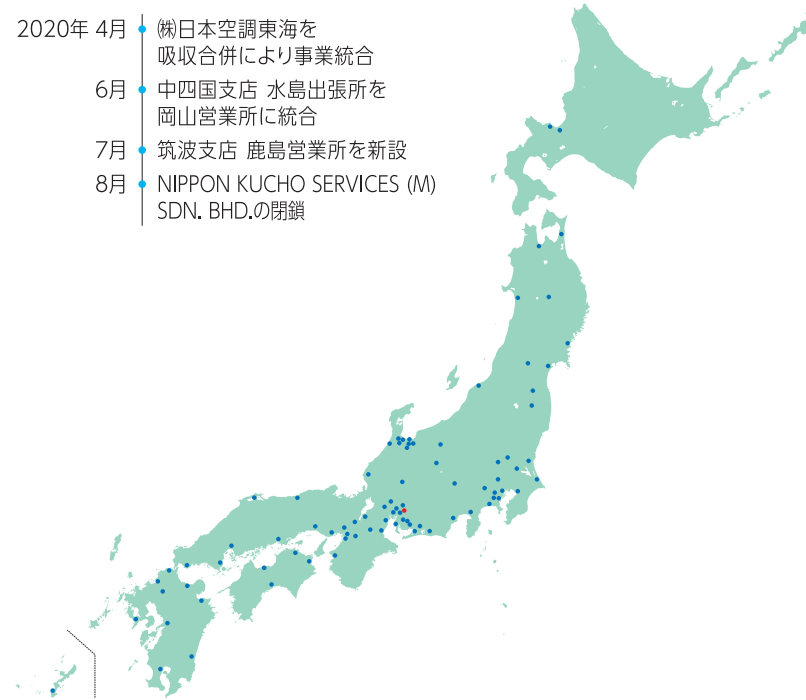 2020年 4月 ㈱日本空調東海を
吸収合併により事業統合
6月 中四国支店 水島出張所を
岡山営業所に統合
7月 筑波支店 鹿島営業所を新設
8月 NIPPON KUCHO SERVICES (M)
SDN. BHD.の閉鎖